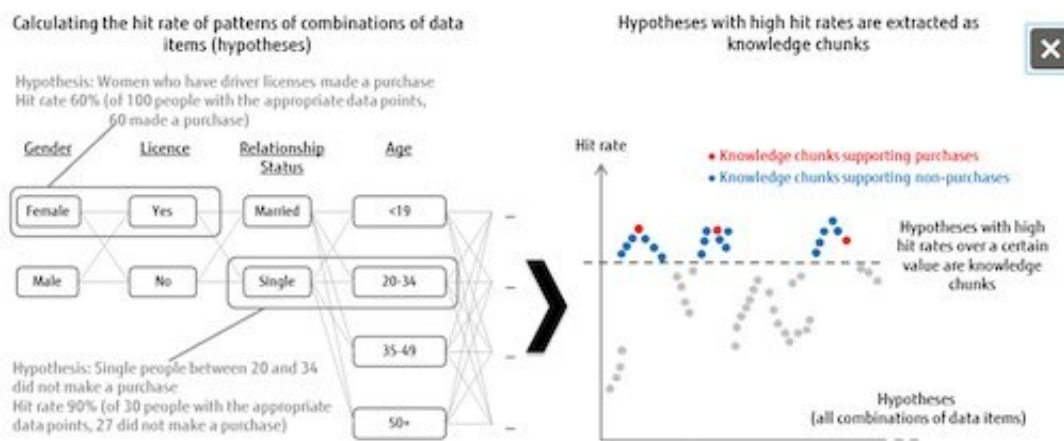 Calculating the hit rate of patterns of combinations of data
items (hypotheses)
Hypothesis: Women who have driver licenses made a purchase
Hit rate 60% (of 100 people with the appropriate data points,
60 made a purchase)
Gender
Licence
Relationship
Status
Age
Female
Yes
Married
<19
Male
No
Single
20-34
35-49
50+
Hypothesis: Single people between 20 and 34
did not make a purchase
Hit rate 90% (of 30 people with the appropriate
data points, 27 did not make a purchase)
Hypotheses with high hit rates are extracted as
knowledge chunks
Hit rate
Knowledge chunks supporting purchases
Knowledge chunks supporting non-purchases
Hypotheses with high
hit rates over a certain
value are knowledge
chunks
Hypotheses
(all combinations of data items)